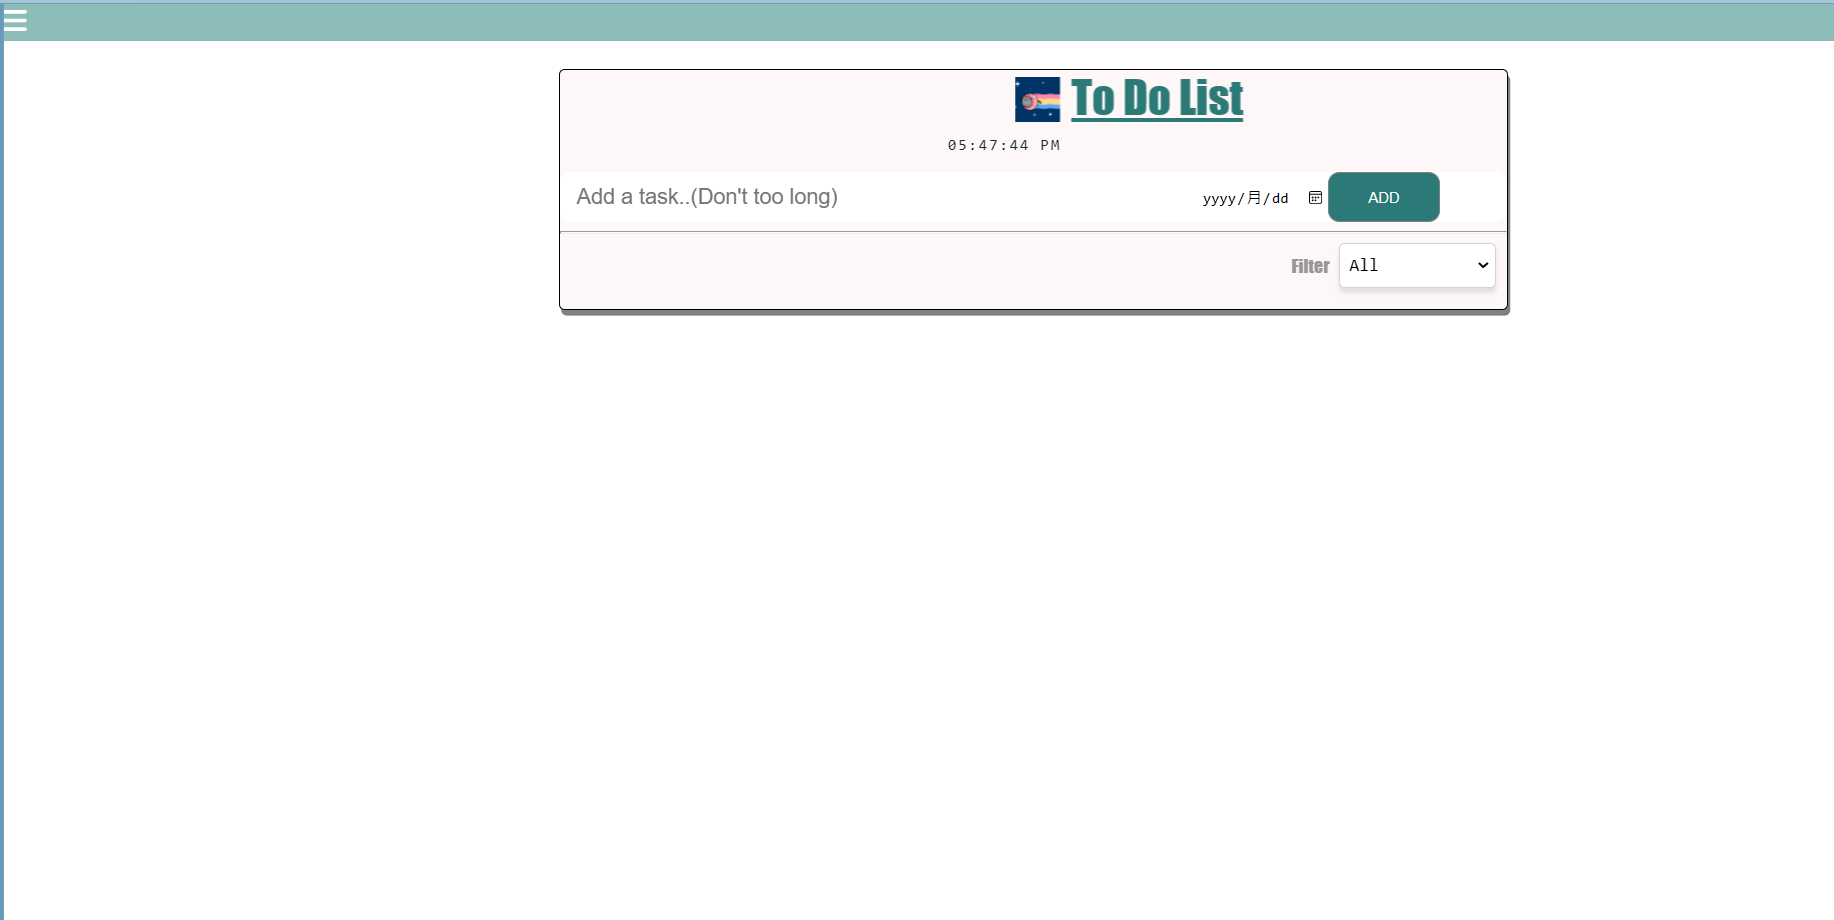 To Do List
05:47:44 PM
Add a task..(Don't too long) yyyy/月/dd ADD
Filter All